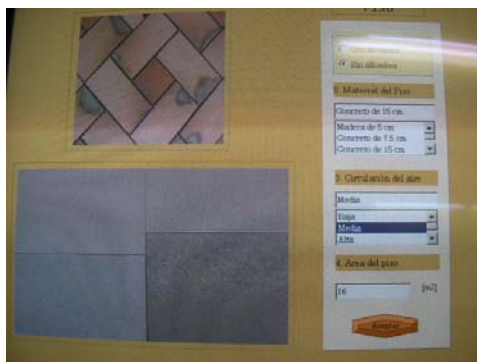 Sin alfombra
2. Material del Piso
Concreto de 15 cm
Madera de 5 cm
Concreto de 7.5 cm
Concreto de 15 cm
3. Circulación del aire
Media
Baja
Media
Alta
4. Area del piso
16 [m2]
Aceptar